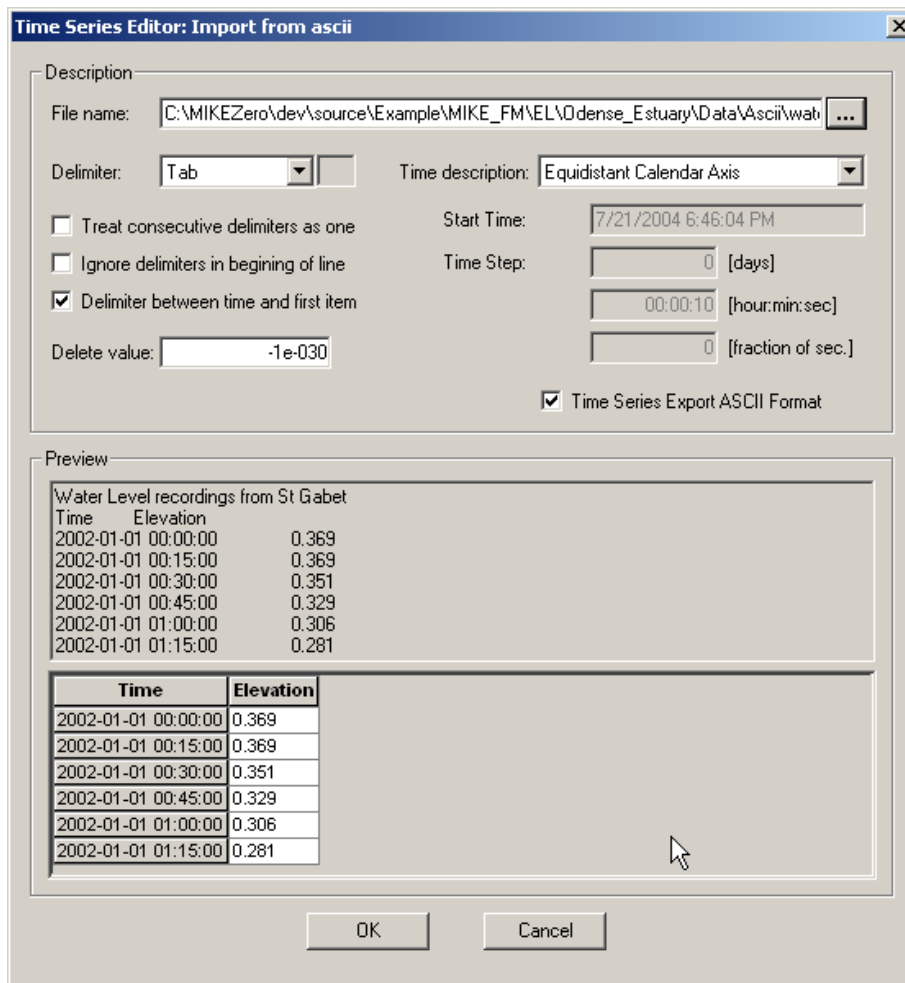 Time Series Editor: Import from ascii
Description
File name: C:\MIKEZero\dev\source\Example\MIKE_FM\EL\Odense_Estuary\Data\Ascii\wat ...
Delimiter: Tab Time description: Equidistant Calendar Axis
Treat consecutive delimiters as one Start Time: 7/21/2004 6:46:04 PM
Ignore delimiters in begining of line Time Step: 0 [days]
Delimiter between time and first item 00:00:10 [hour:min:sec]
Delete value: -1e-030 0 [fraction of sec.]
Time Series Export ASCII Format
Preview
Water Level recordings from St Gabet
Time Elevation
2002-01-01 00:00:00 0.369
2002-01-01 00:15:00 0.369
2002-01-01 00:30:00 0.351
2002-01-01 00:45:00 0.329
2002-01-01 01:00:00 0.306
2002-01-01 01:15:00 0.281
Time Elevation
2002-01-01 00:00:00 0.369
2002-01-01 00:15:00 0.369
2002-01-01 00:30:00 0.351
2002-01-01 00:45:00 0.329
2002-01-01 01:00:00 0.306
2002-01-01 01:15:00 0.281
OK Cancel